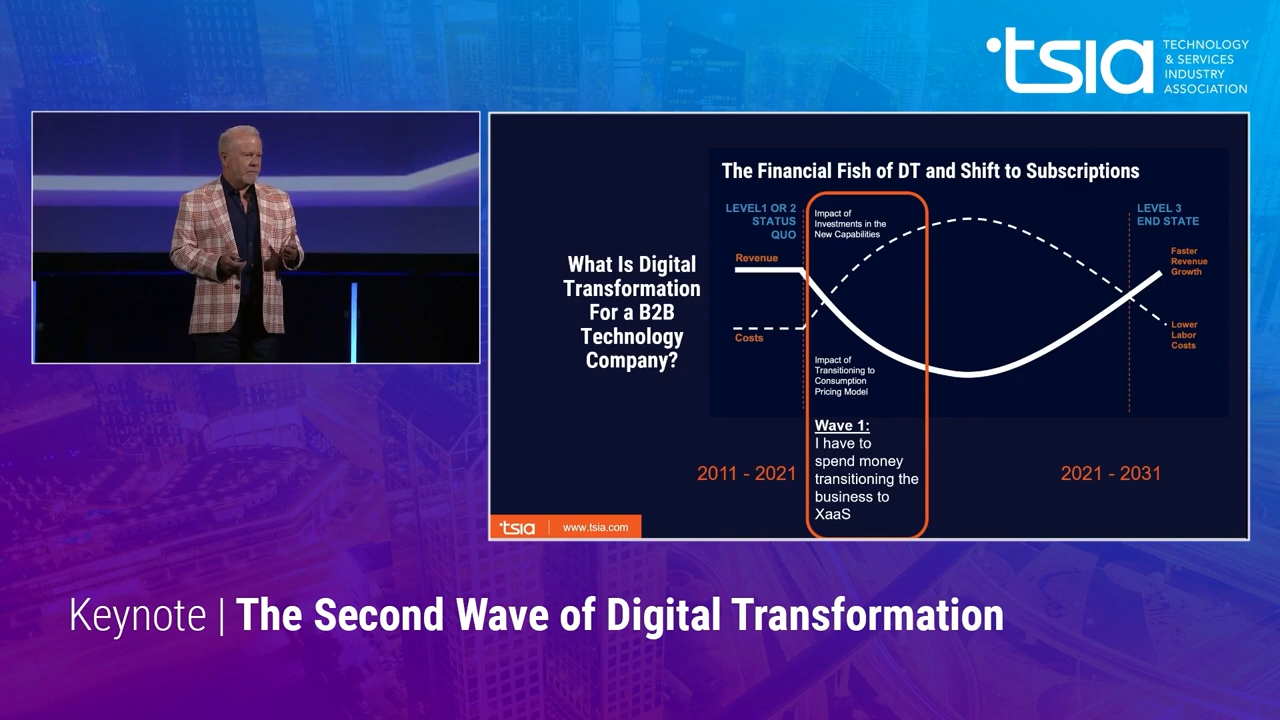 tsia
TECHNOLOGY
& SERVICES
INDUSTRY
ASSOCIATION
The Financial Fish of DT and Shift to Subscriptions
What Is Digital
Transformation
For a B2B
Technology
Company?
LEVEL1 OR 2
STATUS
QUO
Revenue
Costs
Impact of
Investments in the
New Capabilities
Impact of
Transitioning to
Consumption
Pricing Model
Wave 1:
I have to
spend money
transitioning the
business to
XaaS
LEVEL 3
END STATE
Faster
Revenue
Growth
Lower
Labor
Costs
2011 - 2021
2021 - 2031
tsia | www.tsia.com
Keynote | The Second Wave of Digital Transformation